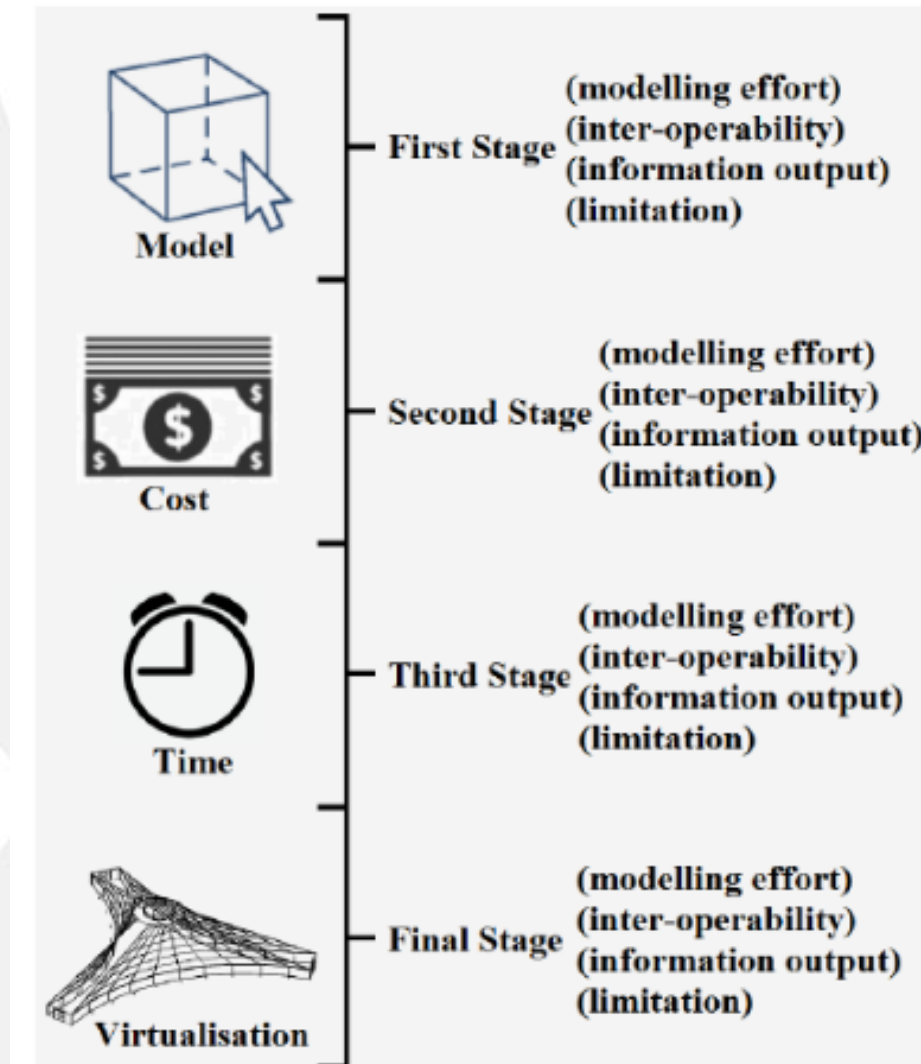 (modelling effort)
(inter-operability)
First Stage
(information output)
(limitation)
Model
(modelling effort)
(inter-operability)
Second Stage
(information output)
(limitation)
$ $
$
$ $
Cost
(modelling effort)
(inter-operability)
Third Stage
(information output)
(limitation)
Time
(modelling effort)
(inter-operability)
Final Stage
(information output)
(limitation)
Virtualisation